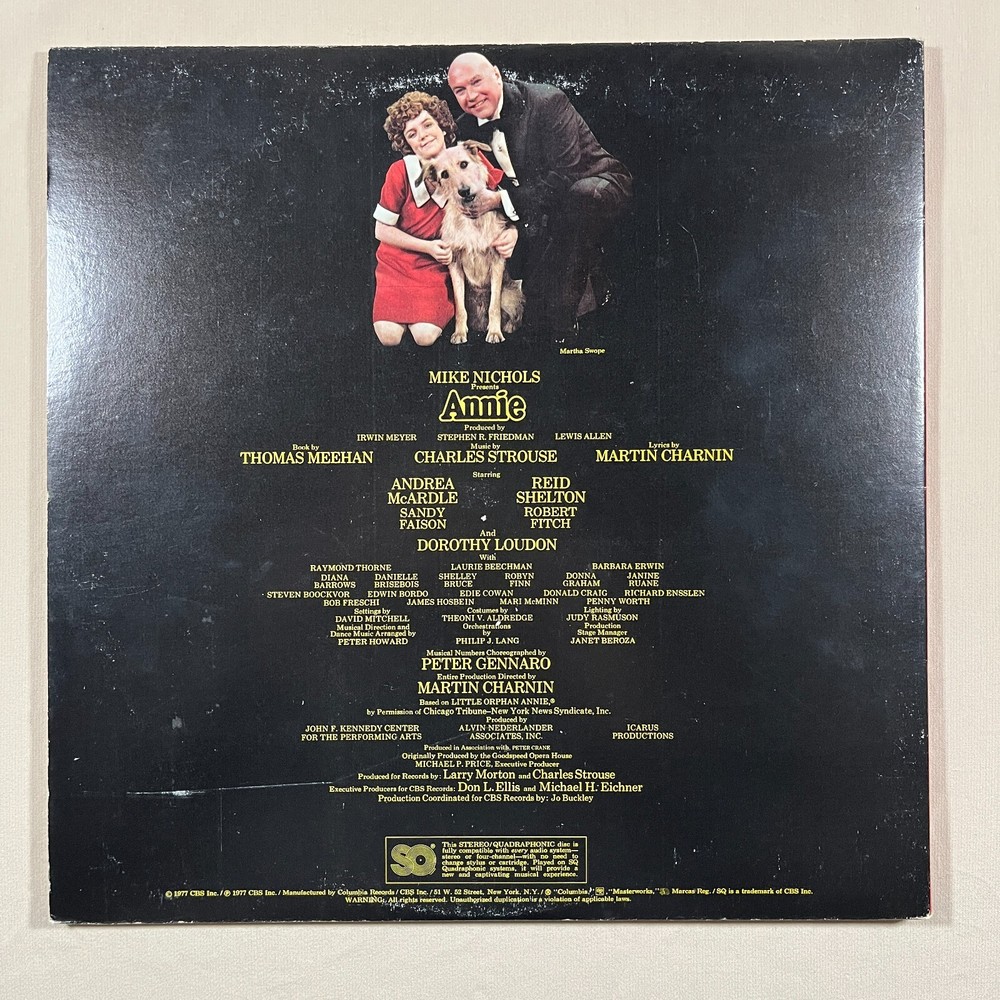 Martha Swope
MIKE NICHOLS
Presents
Annie
Produced by
IRWIN MEYER STEPHEN R. FRIEDMAN LEWIS ALLEN
Book by Music by Lyrics by
THOMAS MEEHAN CHARLES STROUSE MARTIN CHARNIN
Starring
ANDREA REID
McARDLE SHELTON
SANDY ROBERT
FAISON FITCH
And
DOROTHY LOUDON
With
RAYMOND THORNE LAURIE BEECHMAN BARBARA ERWIN
DIANA DANIELLE SHELLEY ROBYN DONNA JANINE
BARROWS BRISEBOIS BRUCE FINN GRAHAM RUANE
STEVEN BOOCKVOR EDWIN BORDO EDIE COWAN DONALD CRAIG RICHARD ENSSLEN
BOB FRESCHI JAMES HOSBEIN MARI McMINN PENNY WORTH
Settings by Costumes by Lighting by
DAVID MITCHELL THEONI V. ALDREDGE JUDY RASMUSON
Musical Direction and Orchestrations Production
Dance Music Arranged by by Stage Manager
PETER HOWARD PHILIP J. LANG JANET BEROZA
Musical Numbers Choreographed by
PETER GENNARO
Entire Production Directed by
MARTIN CHARNIN
Based on LITTLE ORPHAN ANNIE,®
by Permission of Chicago Tribune–New York News Syndicate, Inc.
Produced by
JOHN F. KENNEDY CENTER ALVIN NEDERLANDER ICARUS
FOR THE PERFORMING ARTS ASSOCIATES, INC. PRODUCTIONS
Produced in Association with PETER CRANE
Originally Produced by the Goodspeed Opera House
MICHAEL P. PRICE, Executive Producer
Produced for Records by: Larry Morton and Charles Strouse
Executive Producers for CBS Records: Don L. Ellis and Michael H. Eichner
Production Coordinated for CBS Records by: Jo Buckley
SQ
This STEREO/QUADRAPHONIC disc is
fully compatible with every audio system—
stereo or four-channel—with no need to
change stylus or cartridge. Played on SQ
Quadraphonic systems, it will provide a
new and captivating musical experience.
© 1977 CBS Inc./℗ 1977 CBS Inc./Manufactured by Columbia Records/CBS Inc./51 W. 52 Street, New York, N.Y./® "Columbia," "Masterworks," Marcas Reg./SQ is a trademark of CBS Inc.
WARNING: All rights reserved. Unauthorized duplication is a violation of applicable laws.